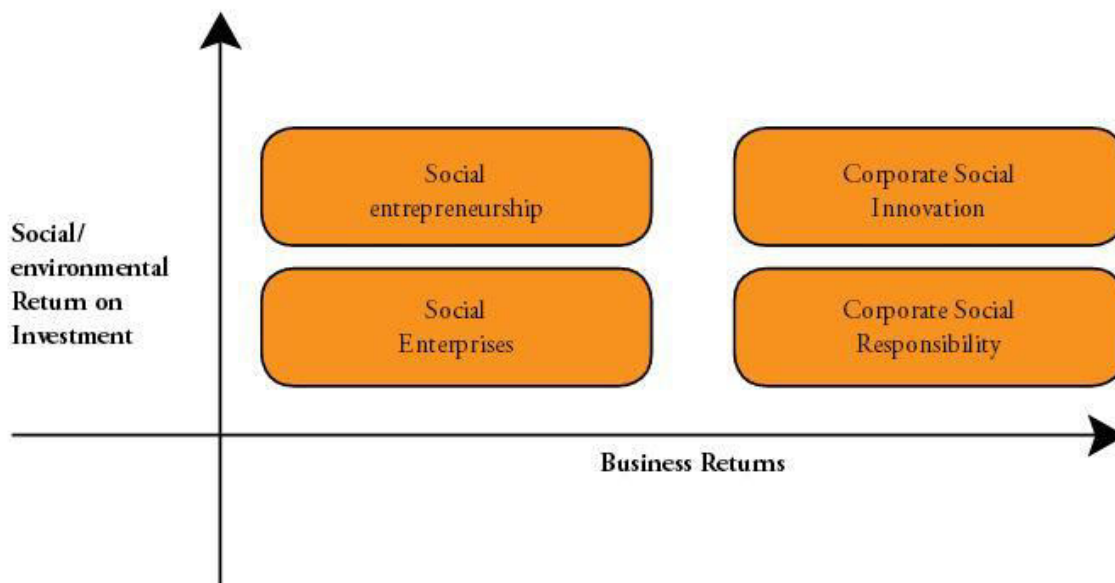 Social
entrepreneurship
Corporate Social
Innovation
Social/
environmental
Return on
Investment
Social
Enterprises
Corporate Social
Responsibility
Business Returns